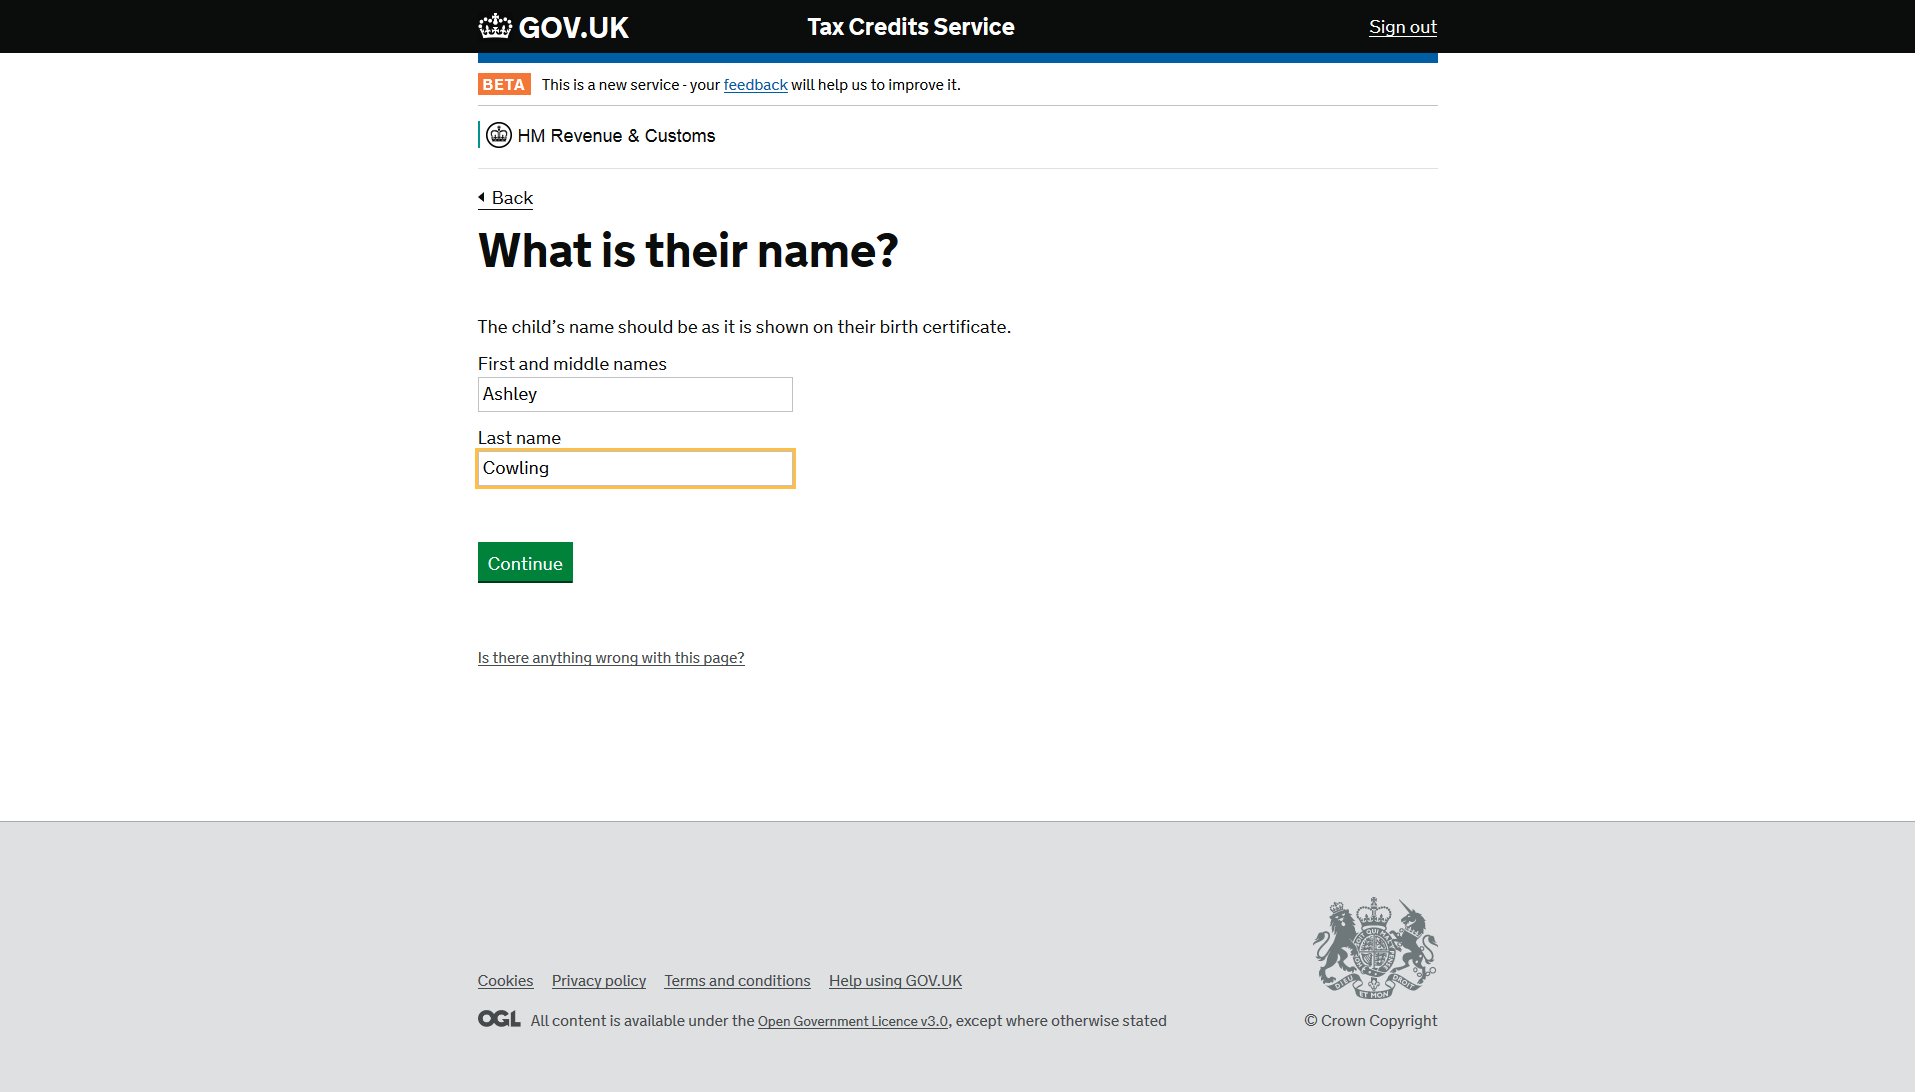 GOV.UK
Tax Credits Service
Sign out
BETA This is a new service - your feedback will help us to improve it.
HM Revenue & Customs
Back
What is their name?
The child’s name should be as it is shown on their birth certificate.
First and middle names
Ashley
Last name
Cowling
Continue
Is there anything wrong with this page?
Cookies Privacy policy Terms and conditions Help using GOV.UK
OGL All content is available under the Open Government Licence v3.0, except where otherwise stated
© Crown Copyright